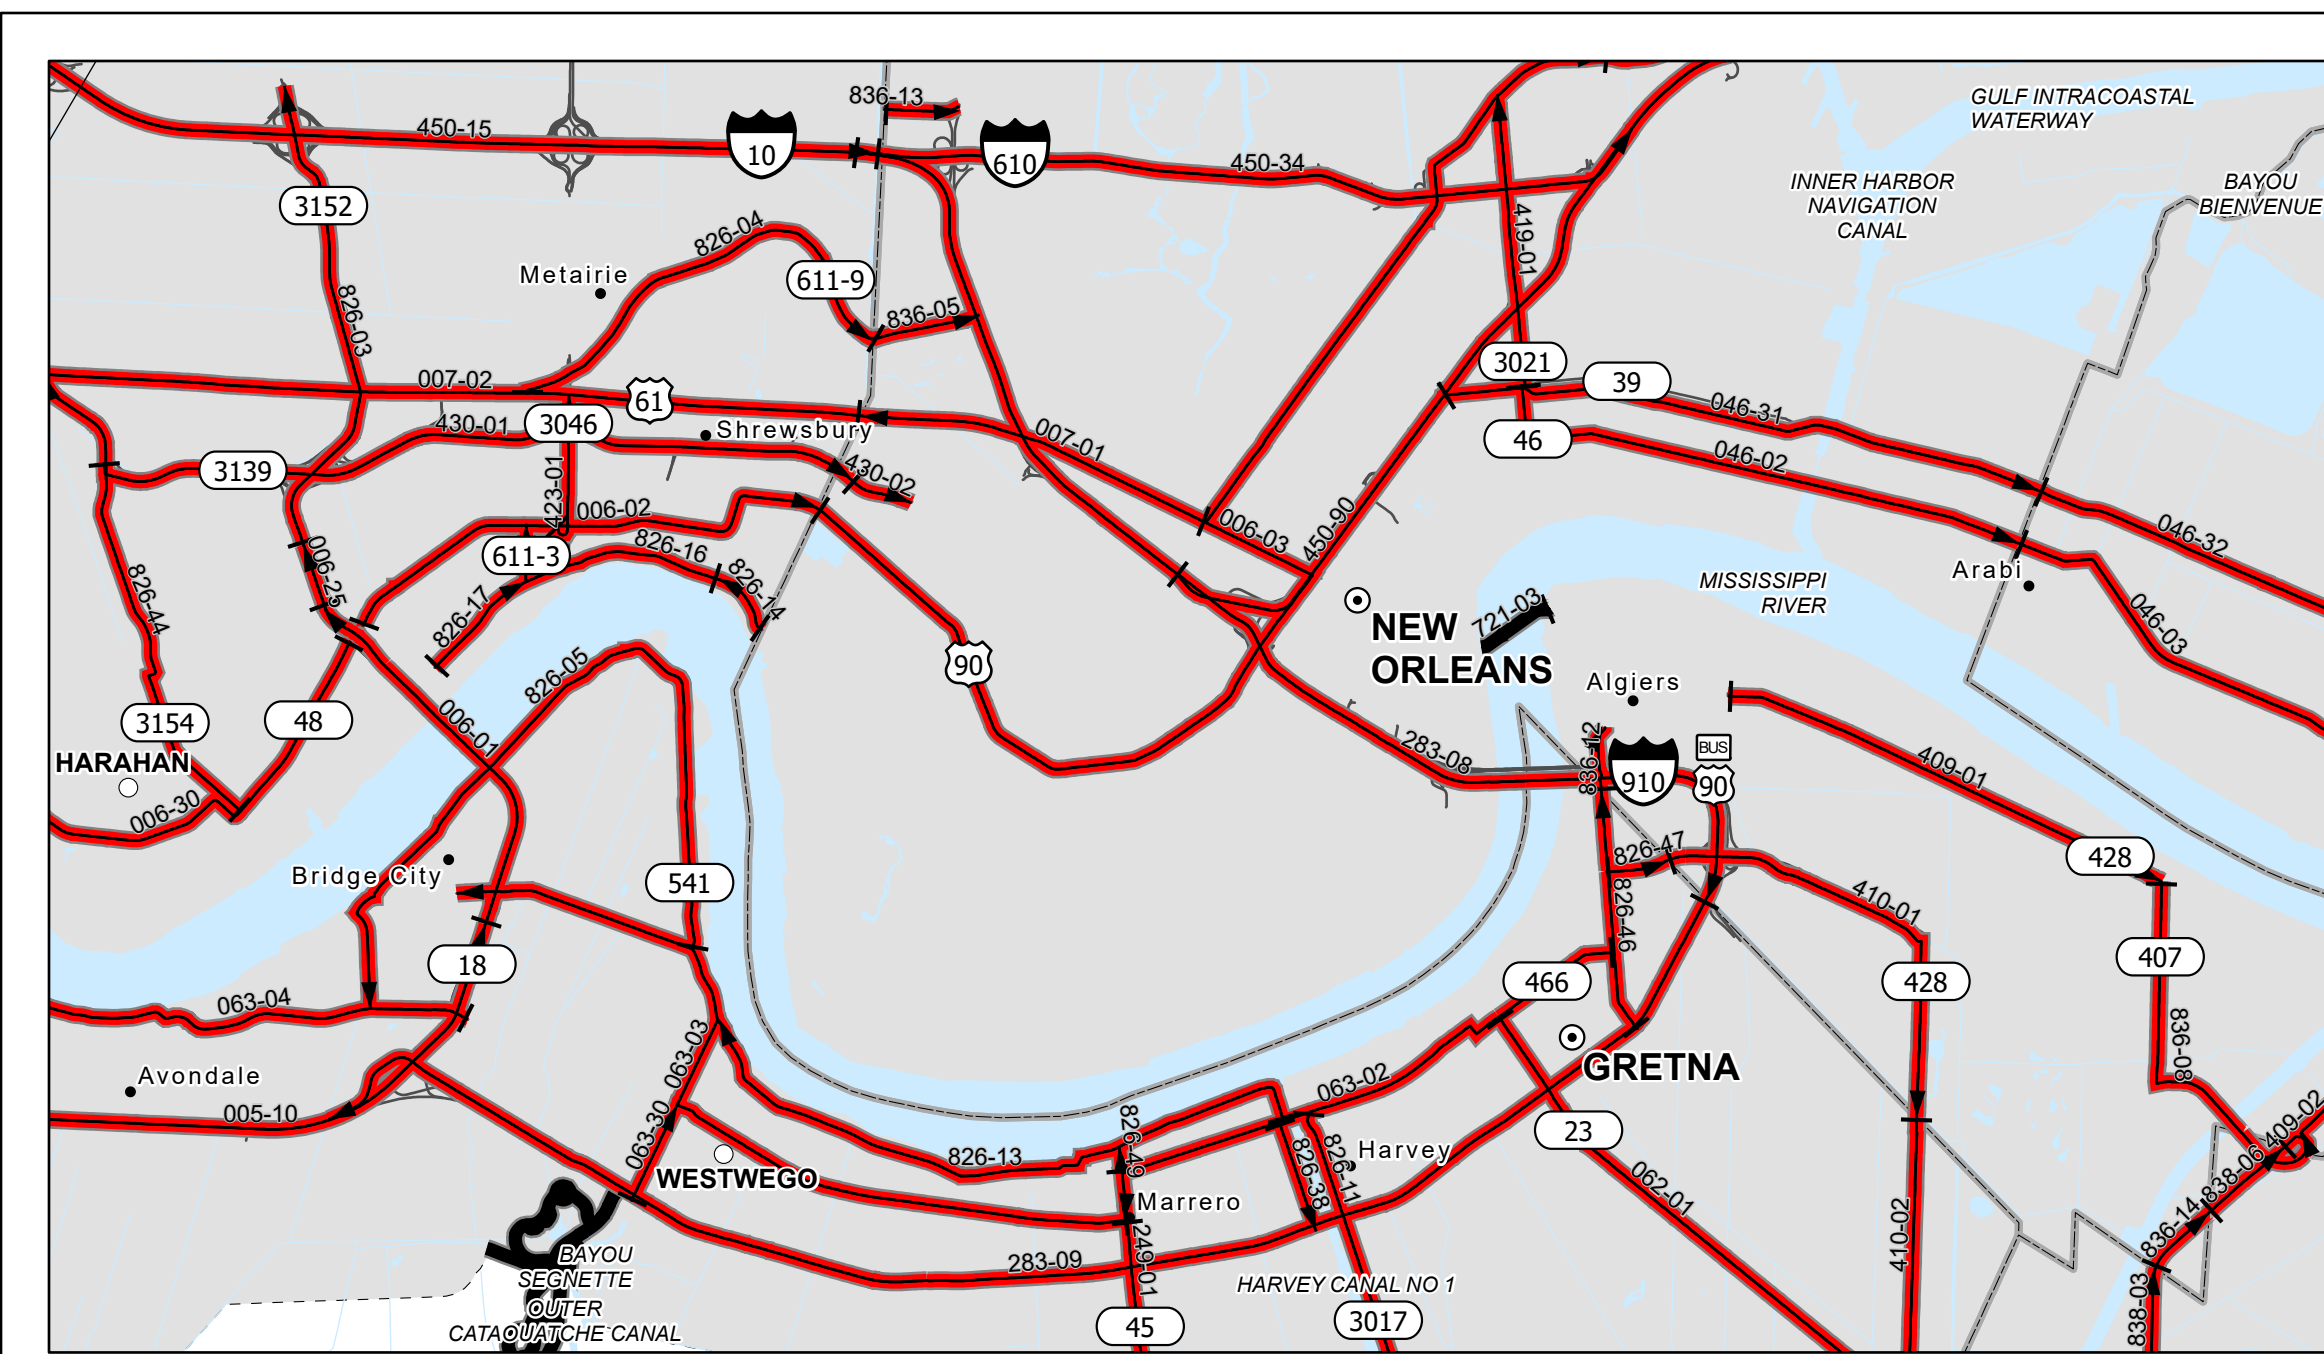 836-13
GULF INTRACOASTAL
WATERWAY
450-15
10
610
450-34
3152
INNER HARBOR
NAVIGATION
CANAL
BAYOU
BIENVENUE
826-04
419-01
Metairie
611-9
836-05
826-03
007-02
61
3021
39
046-31
430-01
3046
Shrewsbury
007-01
46
046-02
3139
430-02
423-01
006-02
006-03
450-90
046-32
611-3
826-16
006-25
826-14
826-44
826-17
Arabi
MISSISSIPPI
RIVER
721-03
NEW
ORLEANS
046-03
90
826-05
Algiers
3154
48
006-01
283-08
836-12
BUS
910
90
409-01
HARAHAN
006-30
826-47
428
Bridge City
541
826-46
410-01
18
466
428
407
063-04
063-03
836-08
GRETNA
Avondale
005-10
063-02
063-30
826-49
23
409-02
826-13
826-38
826-11
Harvey
WESTWEGO
838-06
Marrero
062-01
836-14
249-01
410-02
BAYOU
SEGNETTE
283-09
HARVEY CANAL NO 1
OUTER
CATAOUATCHE CANAL
45
3017
838-03